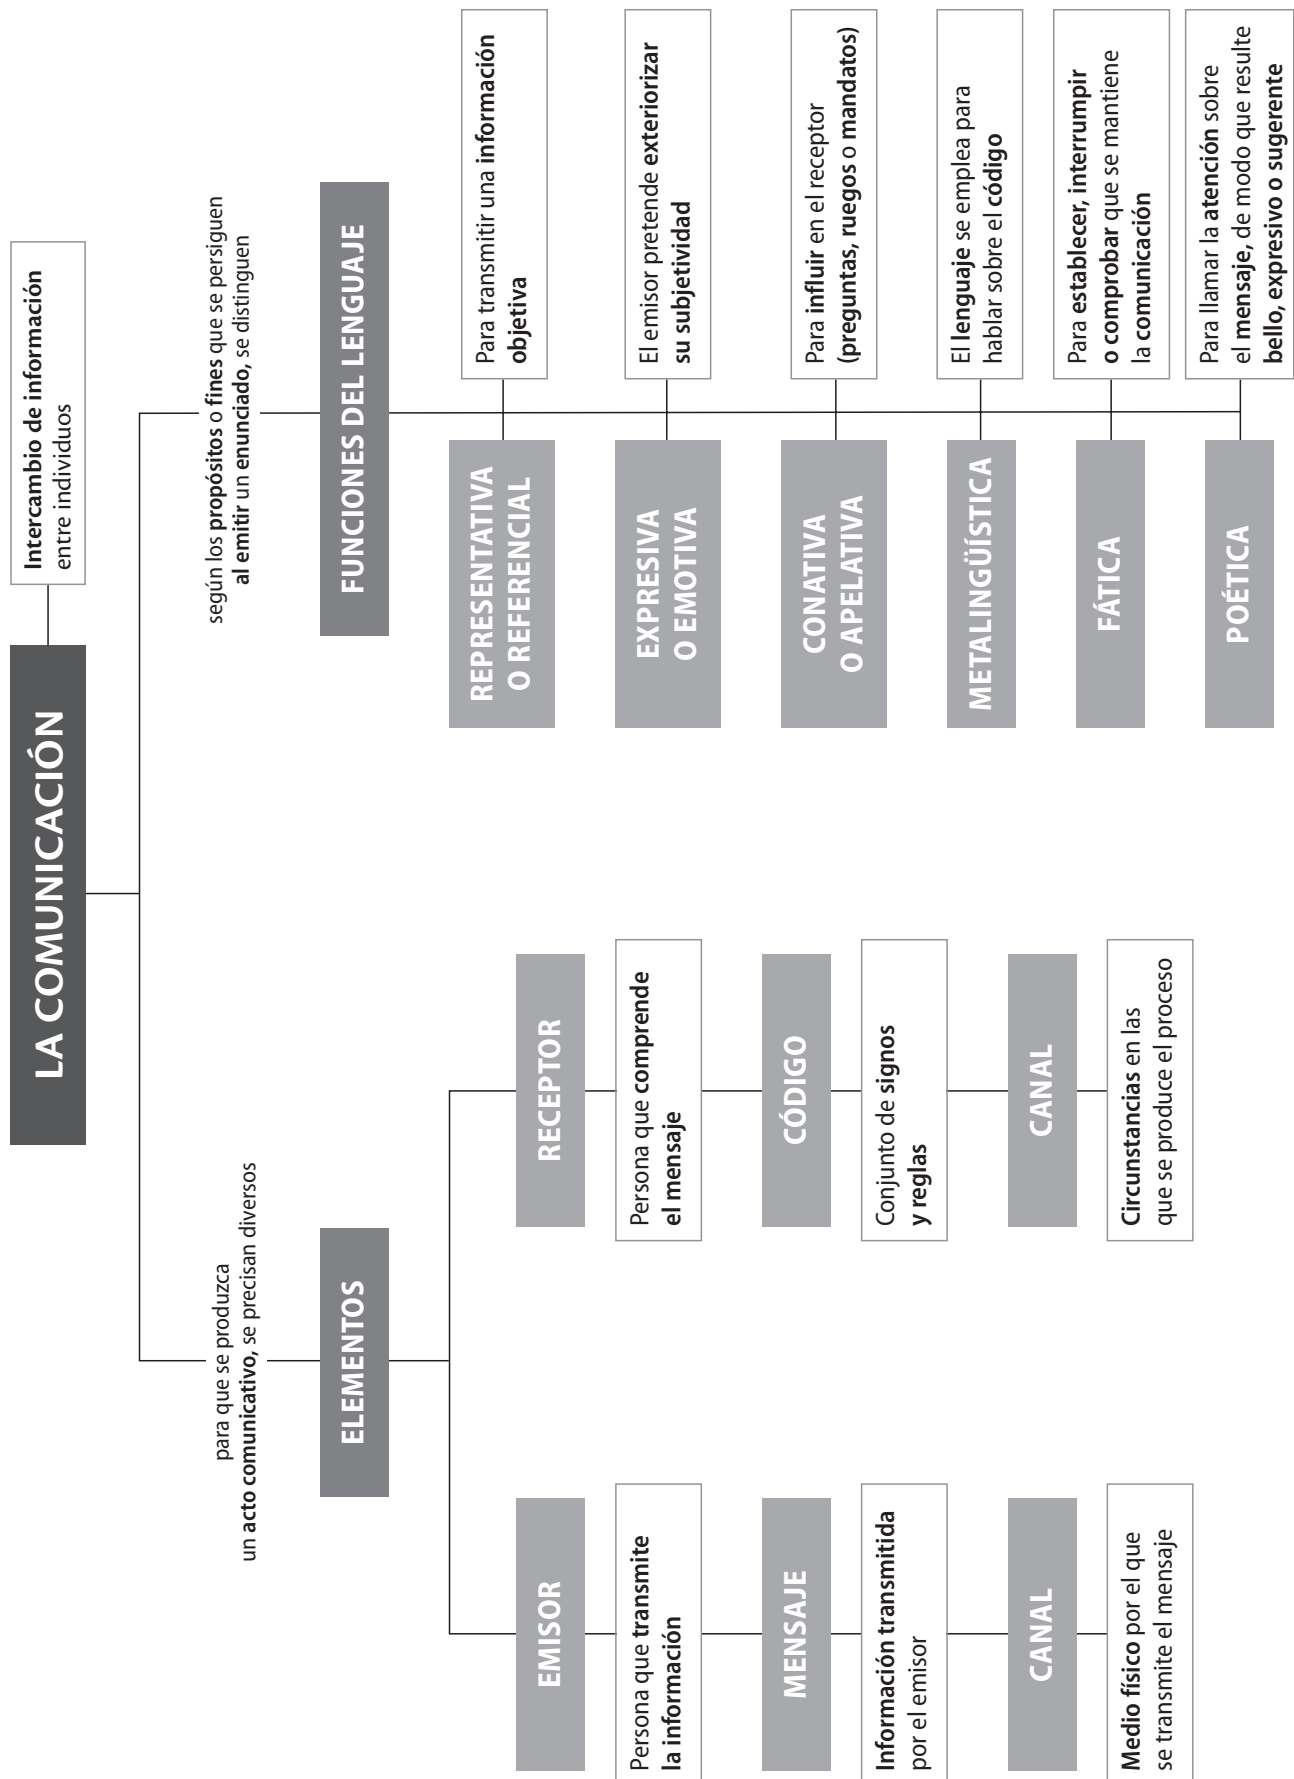 LA COMUNICACIÓN
Intercambio de información
entre individuos
para que se produzca
un acto comunicativo, se precisan diversos
ELEMENTOS
EMISOR
Persona que transmite
la información
MENSAJE
Información transmitida
por el emisor
CANAL
Medio físico por el que
se transmite el mensaje
RECEPTOR
Persona que comprende
el mensaje
CÓDIGO
Conjunto de signos
y reglas
CANAL
Circunstancias en las
que se produce el proceso
según los propósitos o fines que se persiguen
al emitir un enunciado, se distinguen
FUNCIONES DEL LENGUAJE
REPRESENTATIVA
O REFERENCIAL
Para transmitir una información
objetiva
EXPRESIVA
O EMOTIVA
El emisor pretende exteriorizar
su subjetividad
CONATIVA
O APELATIVA
Para influir en el receptor
(preguntas, ruegos o mandatos)
METALINGÜÍSTICA
El lenguaje se emplea para
hablar sobre el código
FÁTICA
Para establecer, interrumpir
o comprobar que se mantiene
la comunicación
POÉTICA
Para llamar la atención sobre
el mensaje, de modo que resulte
bello, expresivo o sugerente